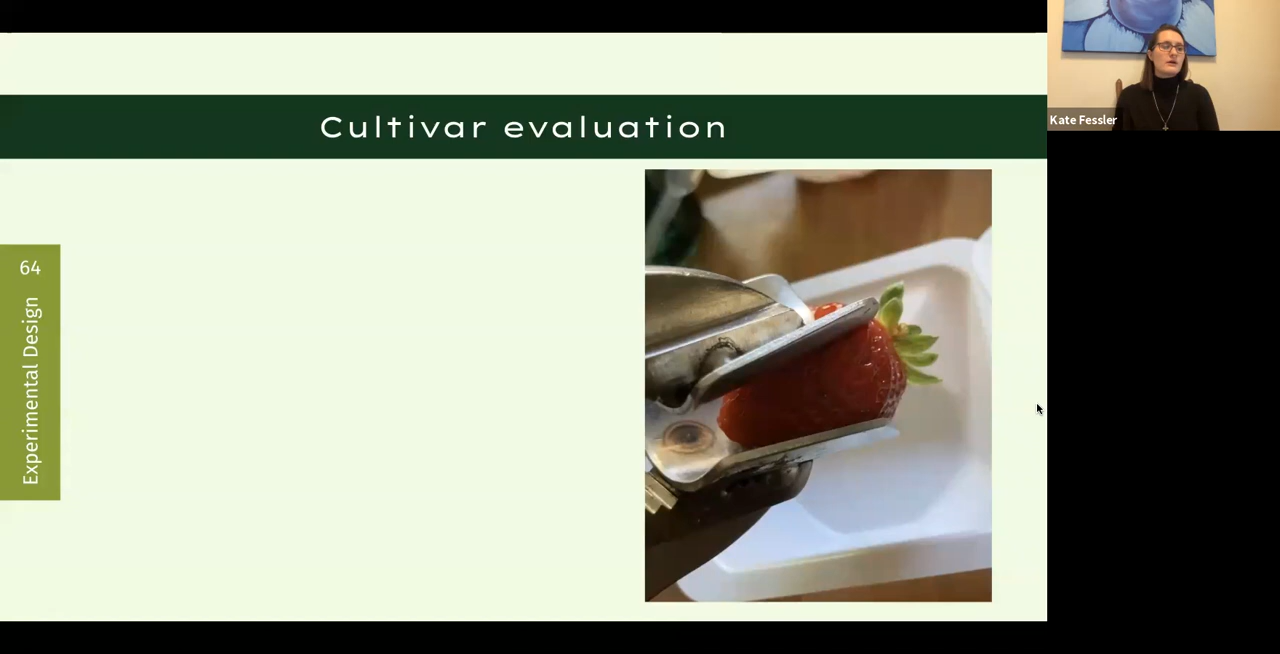 Cultivar evaluation
64
Experimental Design
Kate Fessler